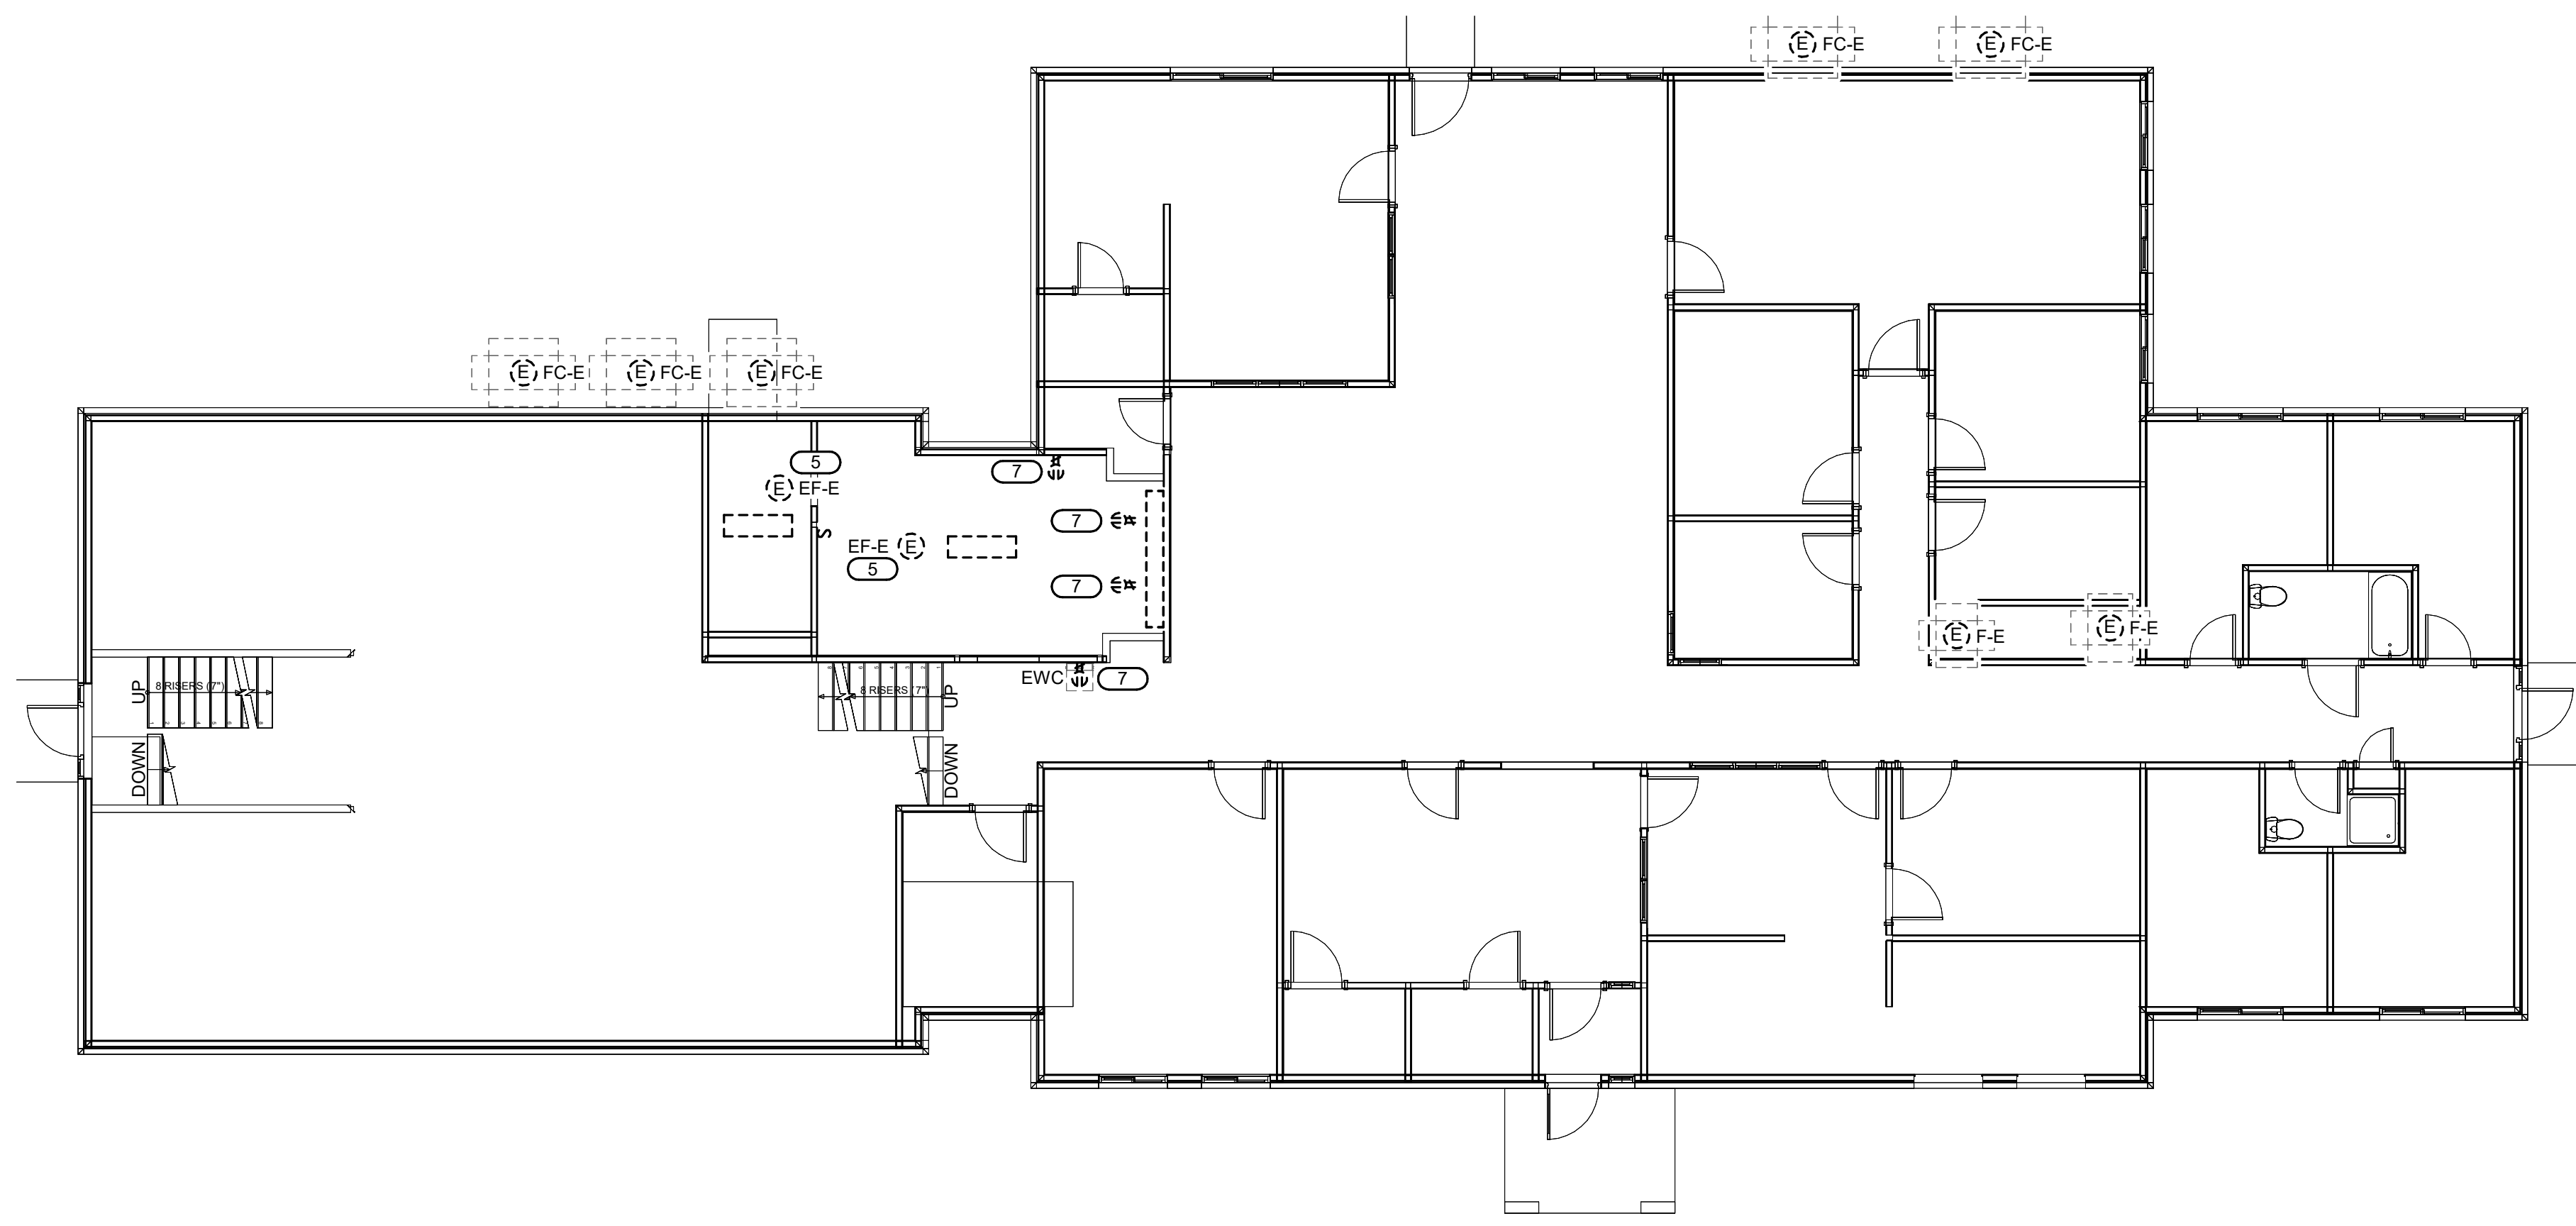 E FC-E E FC-E
E FC-E E FC-E E FC-E
5
E EF-E
7
7
S
EF-E E
5
7
E F-E E F-E
EWC 7
UP 8 RISERS (7")
8 RISERS (7") UP
DOWN
DOWN